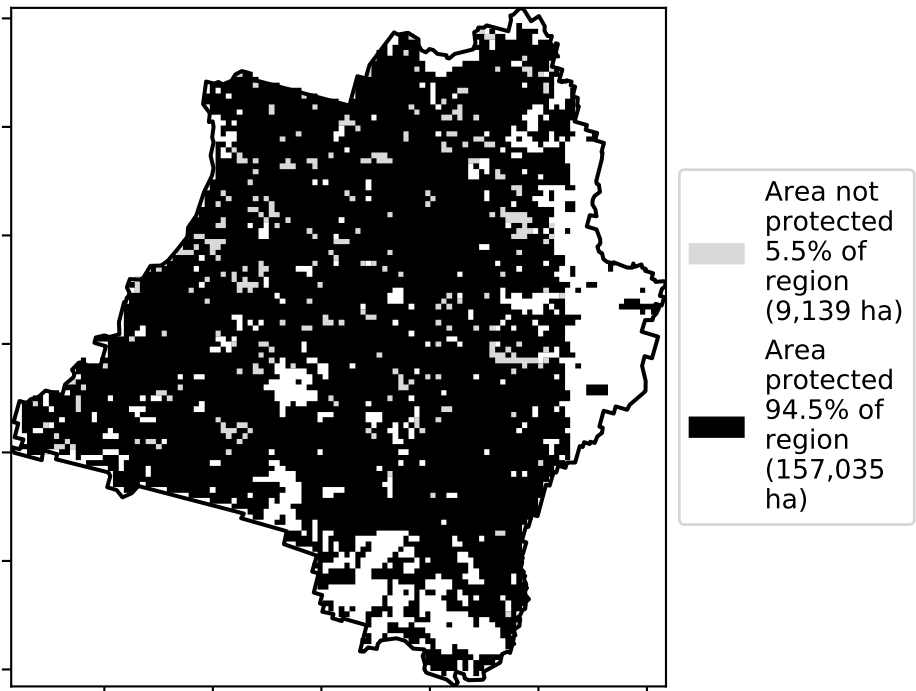 Area not
protected
5.5% of
region
(9,139 ha)
Area
protected
94.5% of
region
(157,035
ha)